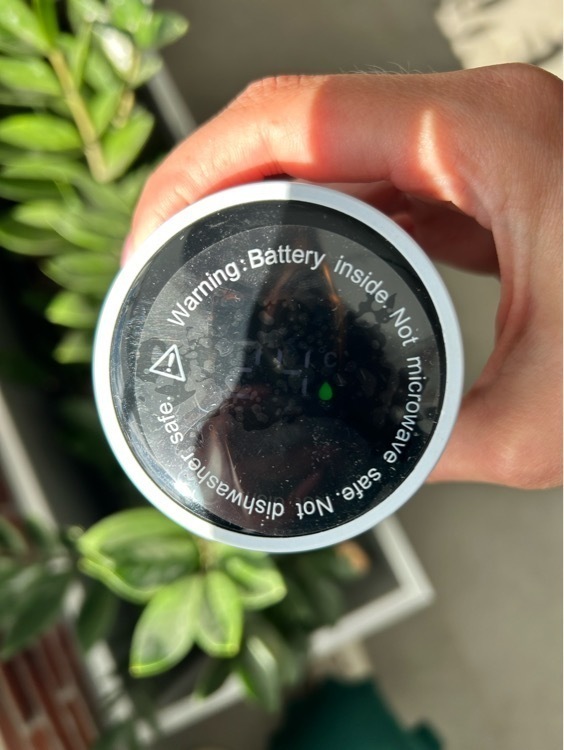 Warning: Battery inside. Not microwave safe. Not dishwasher safe.